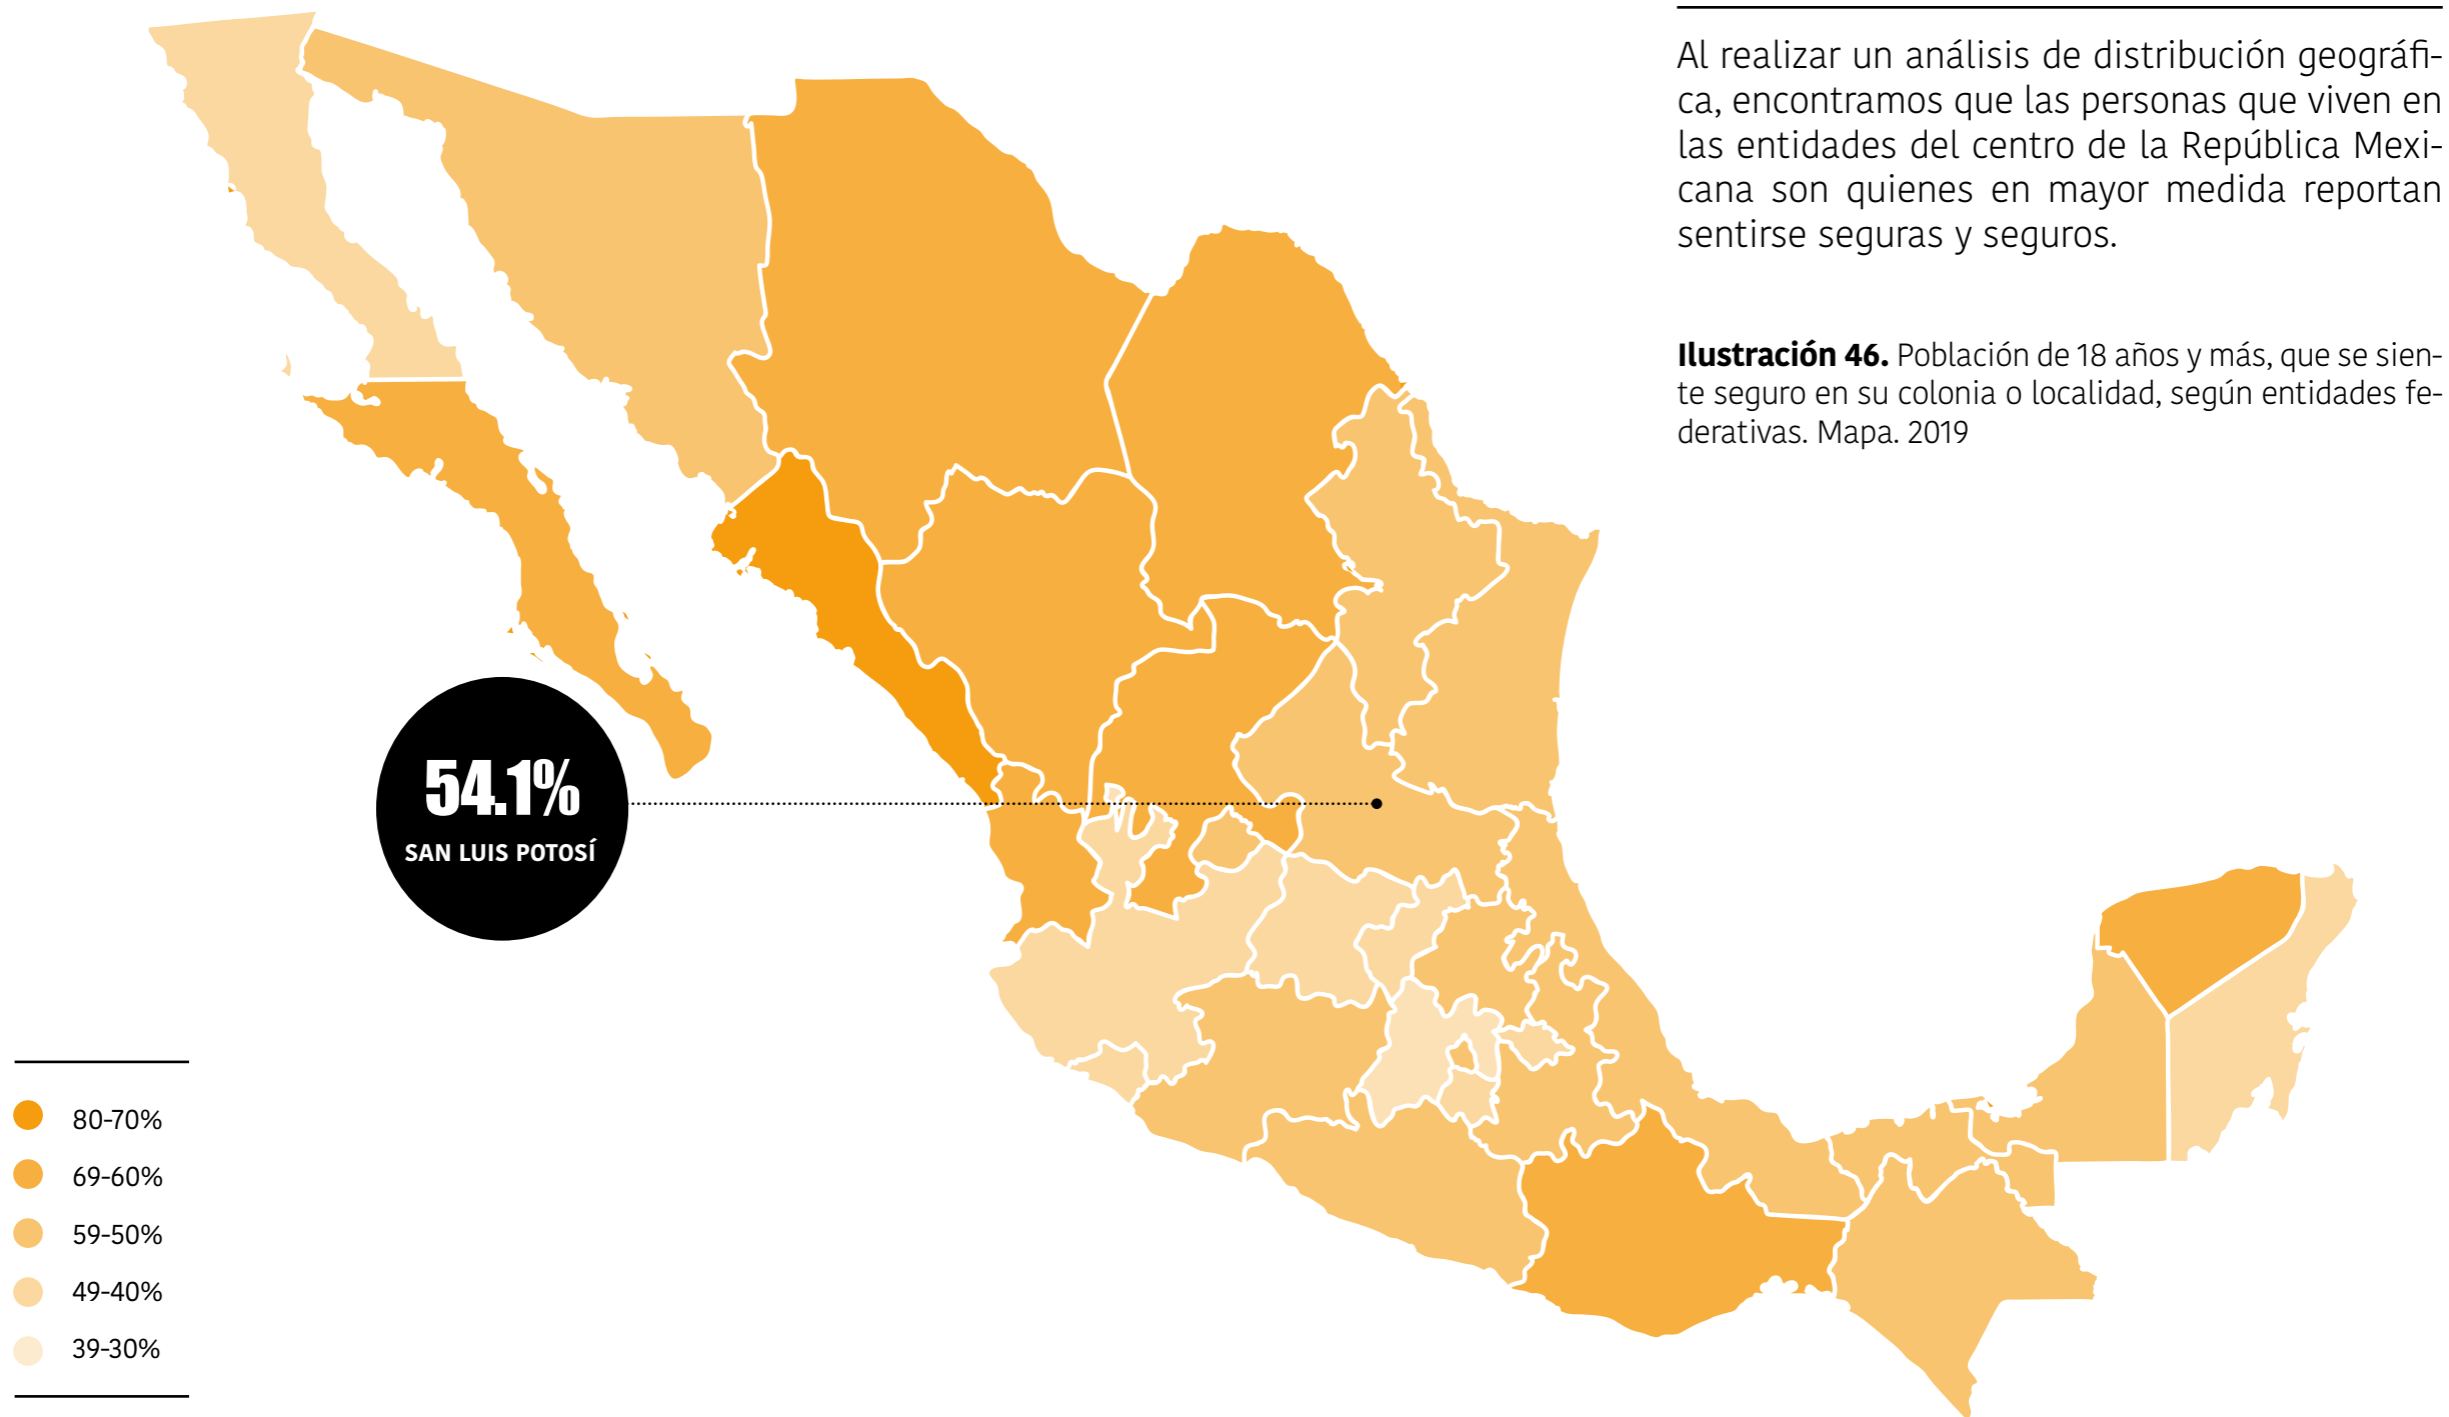 Al realizar un análisis de distribución geográfi-
ca, encontramos que las personas que viven en
las entidades del centro de la República Mexi-
cana son quienes en mayor medida reportan
sentirse seguras y seguros.
Ilustración 46. Población de 18 años y más, que se sien-
te seguro en su colonia o localidad, según entidades fe-
derativas. Mapa. 2019
54.1%
SAN LUIS POTOSÍ
80-70%
69-60%
59-50%
49-40%
39-30%